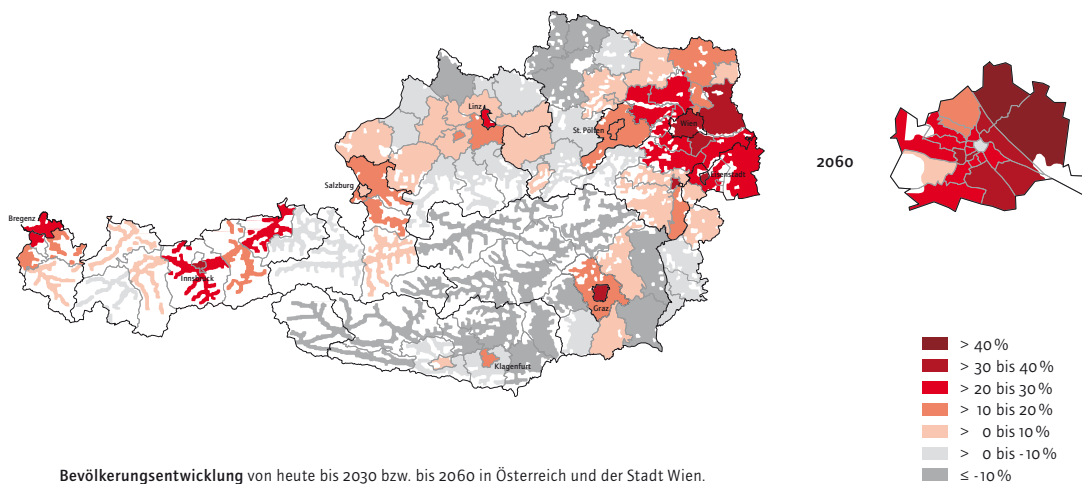 Linz
Wien
St. Pölten
2060
Salzburg
Bregenz
Innsbruck
Graz
Klagenfurt
> 40 %
> 30 bis 40 %
> 20 bis 30 %
> 10 bis 20 %
> 0 bis 10 %
> 0 bis -10 %
≤ -10 %
Bevölkerungsentwicklung von heute bis 2030 bzw. bis 2060 in Österreich und der Stadt Wien.